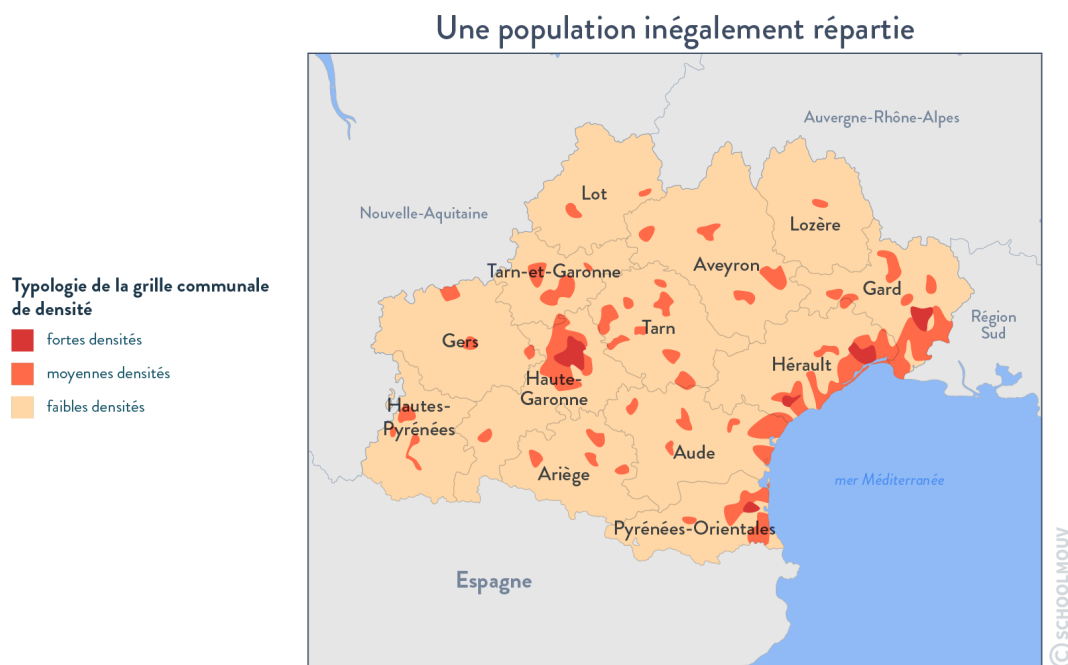 Une population inégalement répartie
Auvergne-Rhône-Alpes
Nouvelle-Aquitaine
Lot
Lozère
Aveyron
Tarn-et-Garonne
Typologie de la grille communale
de densité
fortes densités
moyennes densités
faibles densités
Gard
Région
Sud
Gers
Tarn
Hérault
Haute-
Garonne
Hautes-
Pyrénées
Aude
Ariège
mer Méditerranée
Pyrénées-Orientales
Espagne
© SCHOOLMOUV